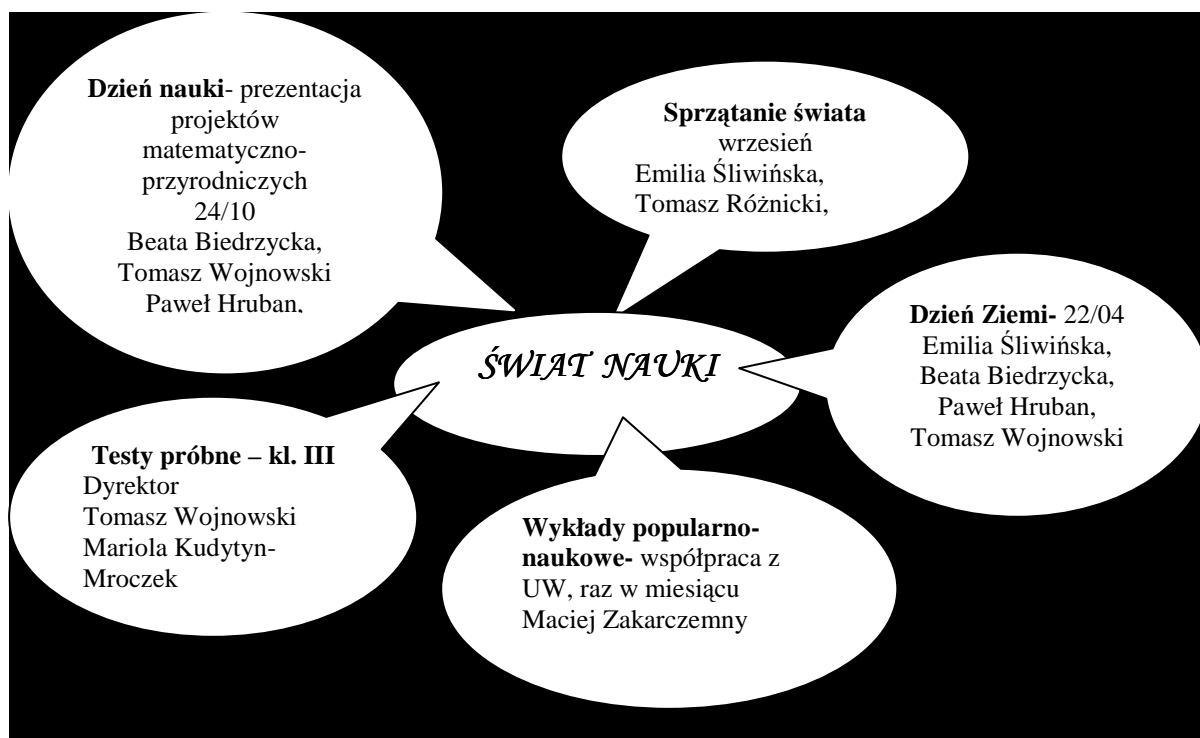 Dzień nauki- prezentacja
projektów
matematyczno-
przyrodniczych
24/10
Beata Biedrzycka,
Tomasz Wojnowski
Paweł Hruban.
Sprzątanie świata
wrzesień
Emilia Śliwińska,
Tomasz Różnicki,
ŚWIAT NAUKI
Dzień Ziemi- 22/04
Emilia Śliwińska,
Beata Biedrzycka,
Paweł Hruban,
Tomasz Wojnowski
Testy próbne – kl. III
Dyrektor
Tomasz Wojnowski
Mariola Kudytyn-
Mroczek
Wykłady popularno-
naukowe- współpraca z
UW, raz w miesiącu
Maciej Zakarczemny